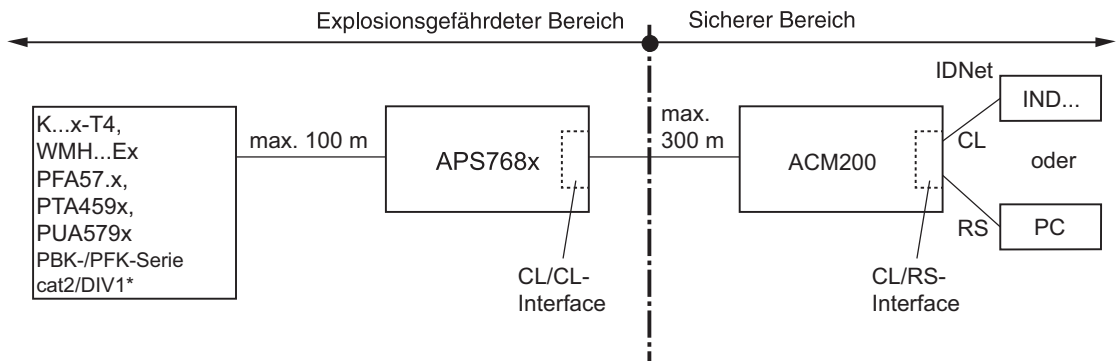 Explosionsgefährdeter Bereich
Sicherer Bereich
K...x-T4,
WMH...Ex
PFA57.x,
PTA459x,
PUA579x
PBK-/PFK-Serie
cat2/DIV1*
max. 100 m
APS768x
CL/CL-
Interface
max.
300 m
ACM200
CL/RS-
Interface
IDNet
CL
RS
IND...
oder
PC